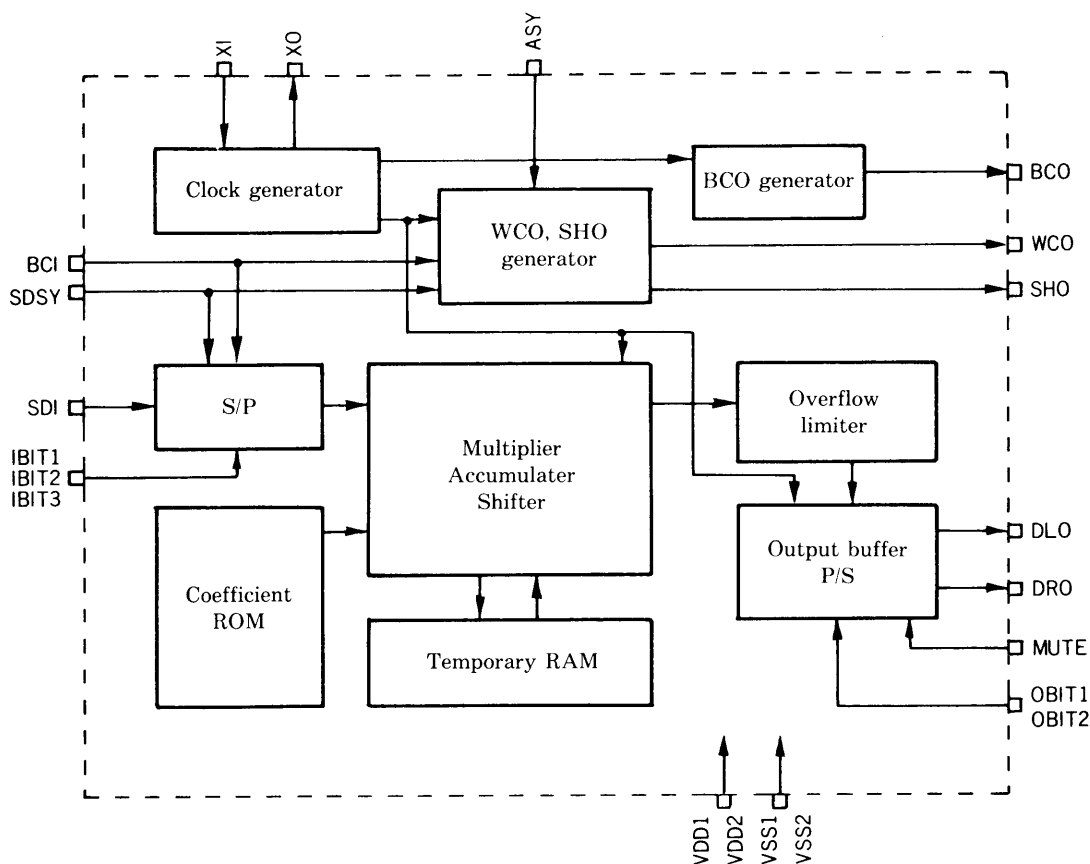 XI
XO
ASY
Clock generator
BCO generator
BCO
WCO, SHO
generator
WCO
SHO
BCI
SDSY
SDI
S/P
IBIT1
IBIT2
IBIT3
Multiplier
Accumulater
Shifter
Overflow
limiter
Coefficient
ROM
Temporary RAM
Output buffer
P/S
DLO
DRO
MUTE
OBIT1
OBIT2
VDD1
VDD2
VSS1
VSS2